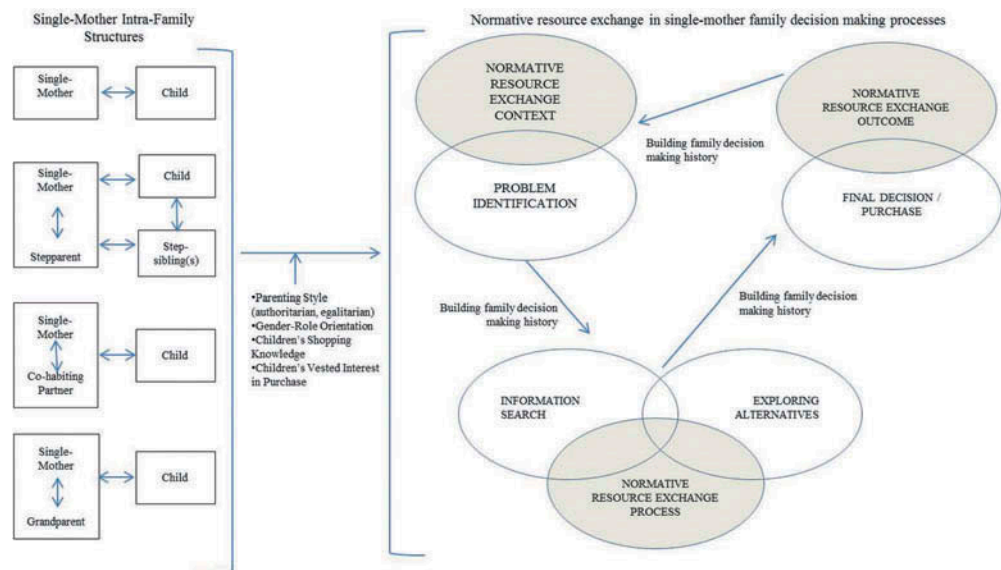 Single-Mother Intra-Family
Structures
Single-
Mother
Child
Single-
Mother
Stepparent
Child
Step-
sibling(s)
Single-
Mother
Co-habiting
Partner
Child
Single-
Mother
Grandparent
Child
•Parenting Style
(authoritarian, egalitarian)
•Gender-Role Orientation
•Children's Shopping
Knowledge
•Children's Vested Interest
in Purchase
Normative resource exchange in single-mother family decision making processes
NORMATIVE
RESOURCE
EXCHANGE
CONTEXT
PROBLEM
IDENTIFICATION
Building family decision
making history
NORMATIVE
RESOURCE EXCHANGE
OUTCOME
FINAL DECISION /
PURCHASE
Building family decision
making history
Building family decision
making history
INFORMATION
SEARCH
EXPLORING
ALTERNATIVES
NORMATIVE
RESOURCE EXCHANGE
PROCESS